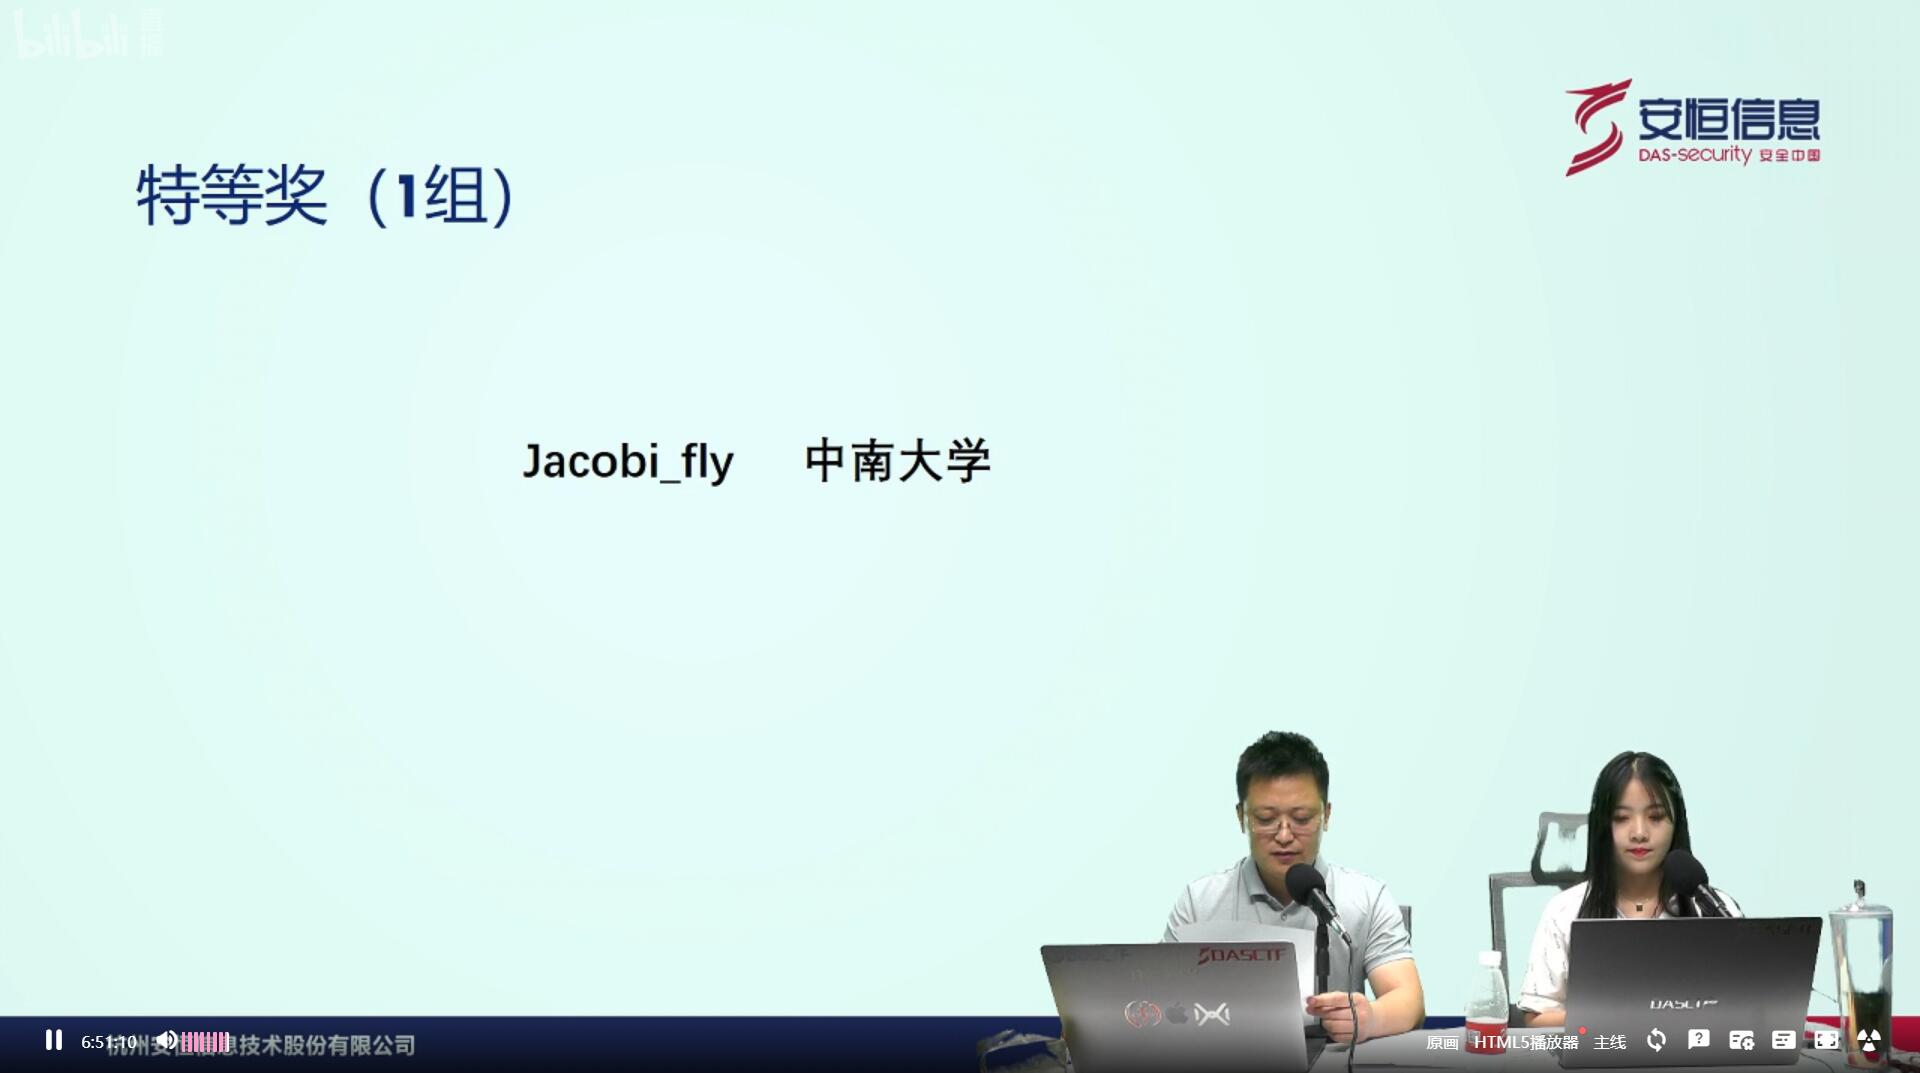 bilibili 直播
安恒信息
DAS-security 安全中国
特等奖（1组）
Jacobi_fly 中南大学
DASCTF
DASCTF
杭州安恒信息技术股份有限公司
6:51:10
原画 HTML5播放器 主线